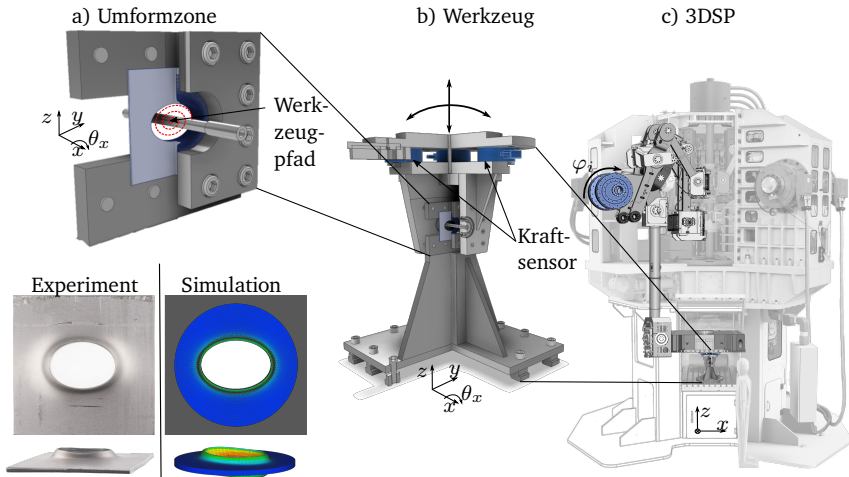 a) Umformzone
b) Werkzeug
c) 3DSP
Werk-
zeug-
pfad
z
y
x
θx
φi
Kraft-
sensor
Experiment
Simulation
z
y
x
θx
z
x